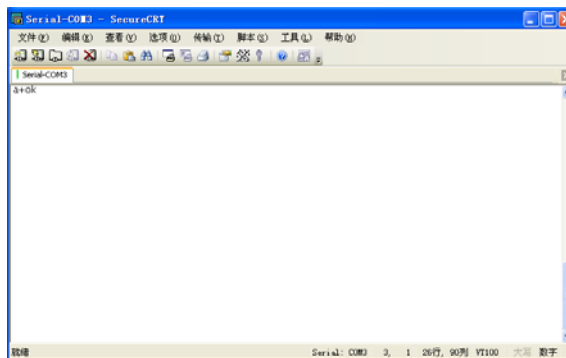 Serial-COM3 - SecureCRT
文件(F) 编辑(E) 查看(V) 选项(O) 传输(T) 脚本(S) 工具(L) 帮助(H)
Serial-COM3
a+ok
就绪 Serial: COM3 3, 1 26行, 90列 VT100 大写 数字